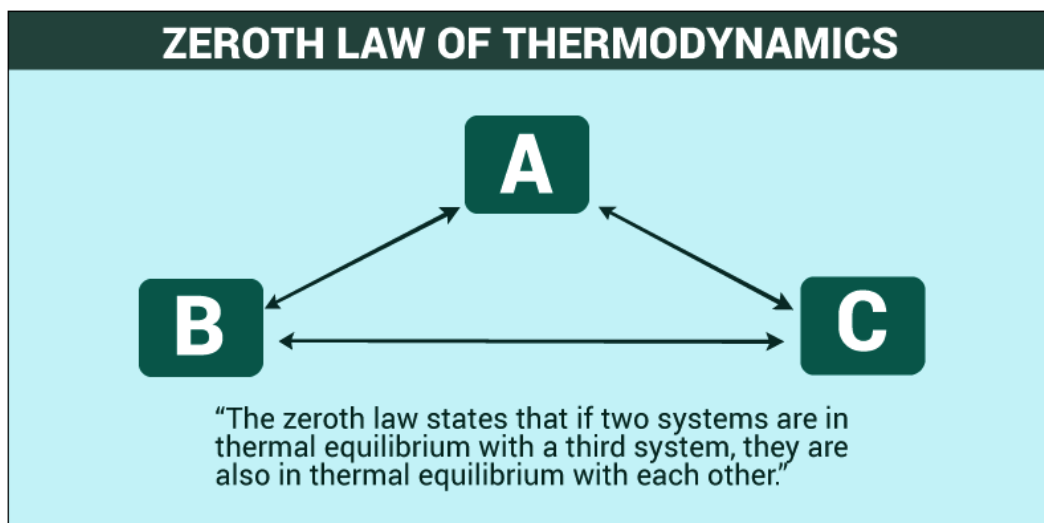 ZEROTH LAW OF THERMODYNAMICS
A
B
C
“The zeroth law states that if two systems are in
thermal equilibrium with a third system, they are
also in thermal equilibrium with each other.”